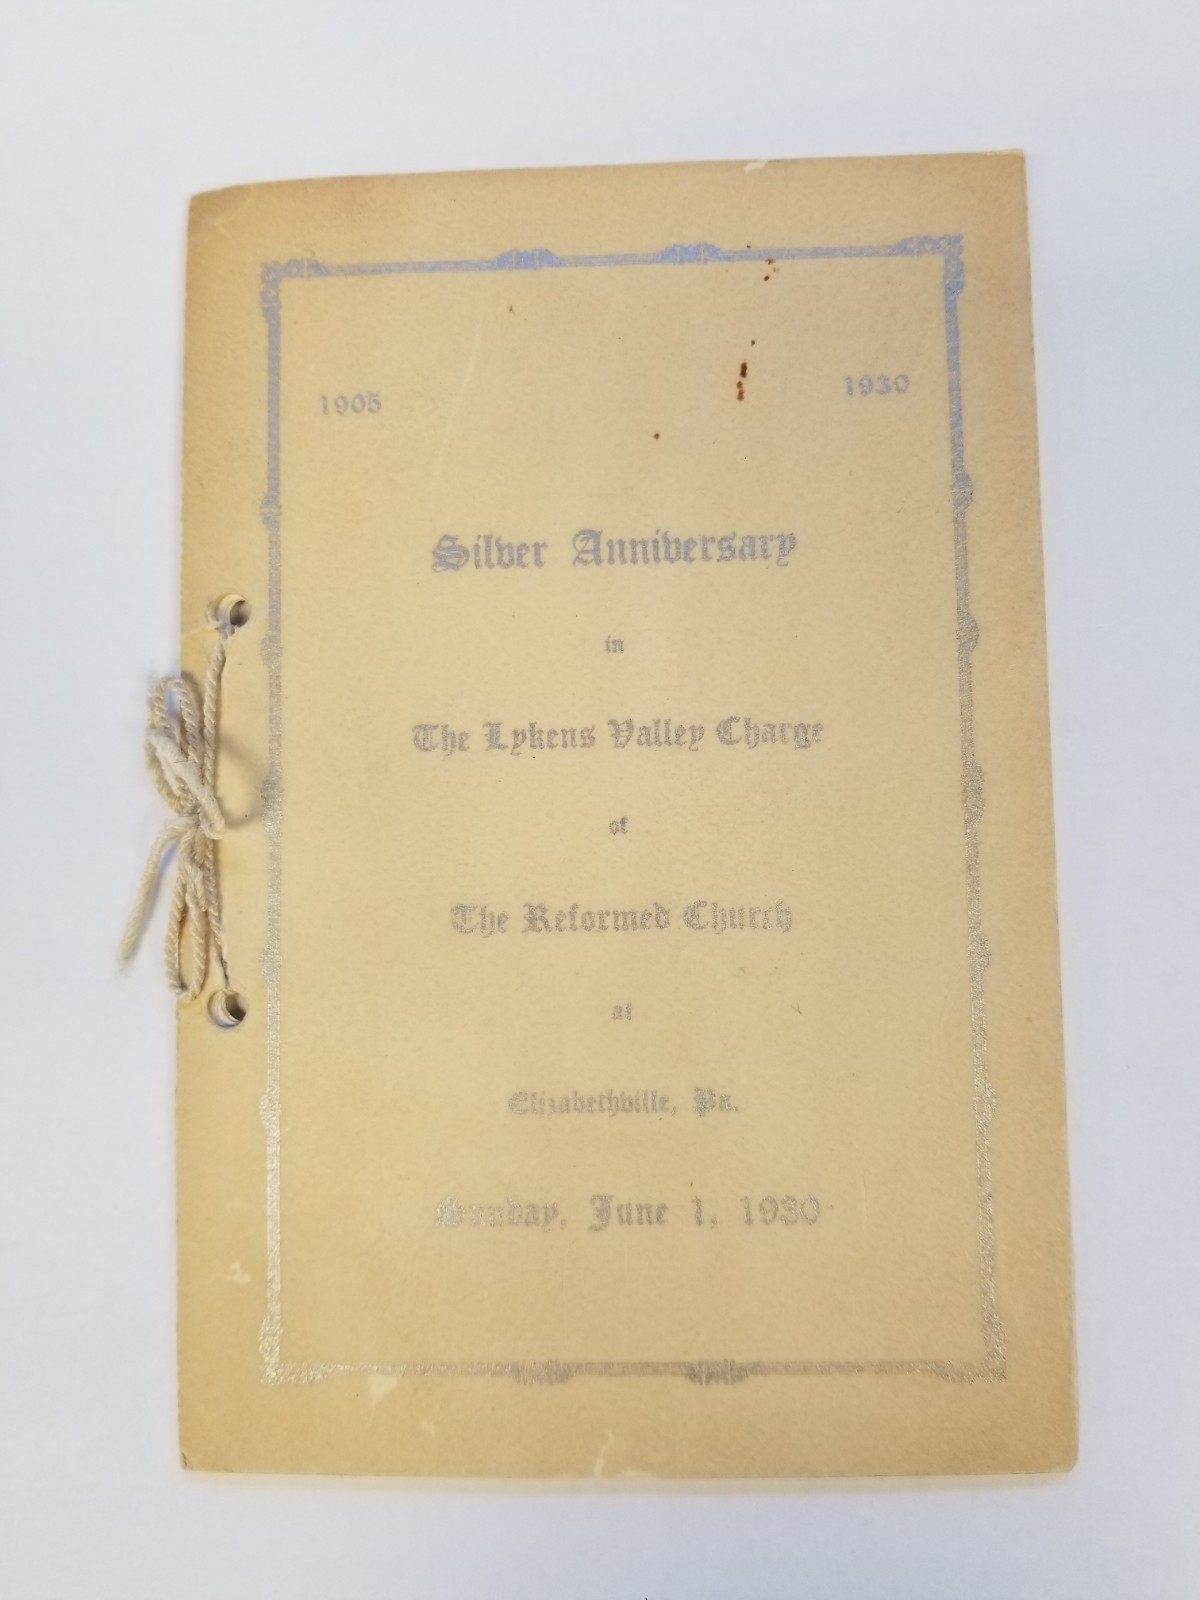 1905 1930
Silver Anniversary
in
The Lykens Valley Charge
of
The Reformed Church
at
Elizabethville, Pa.
Sunday, June 1, 1930